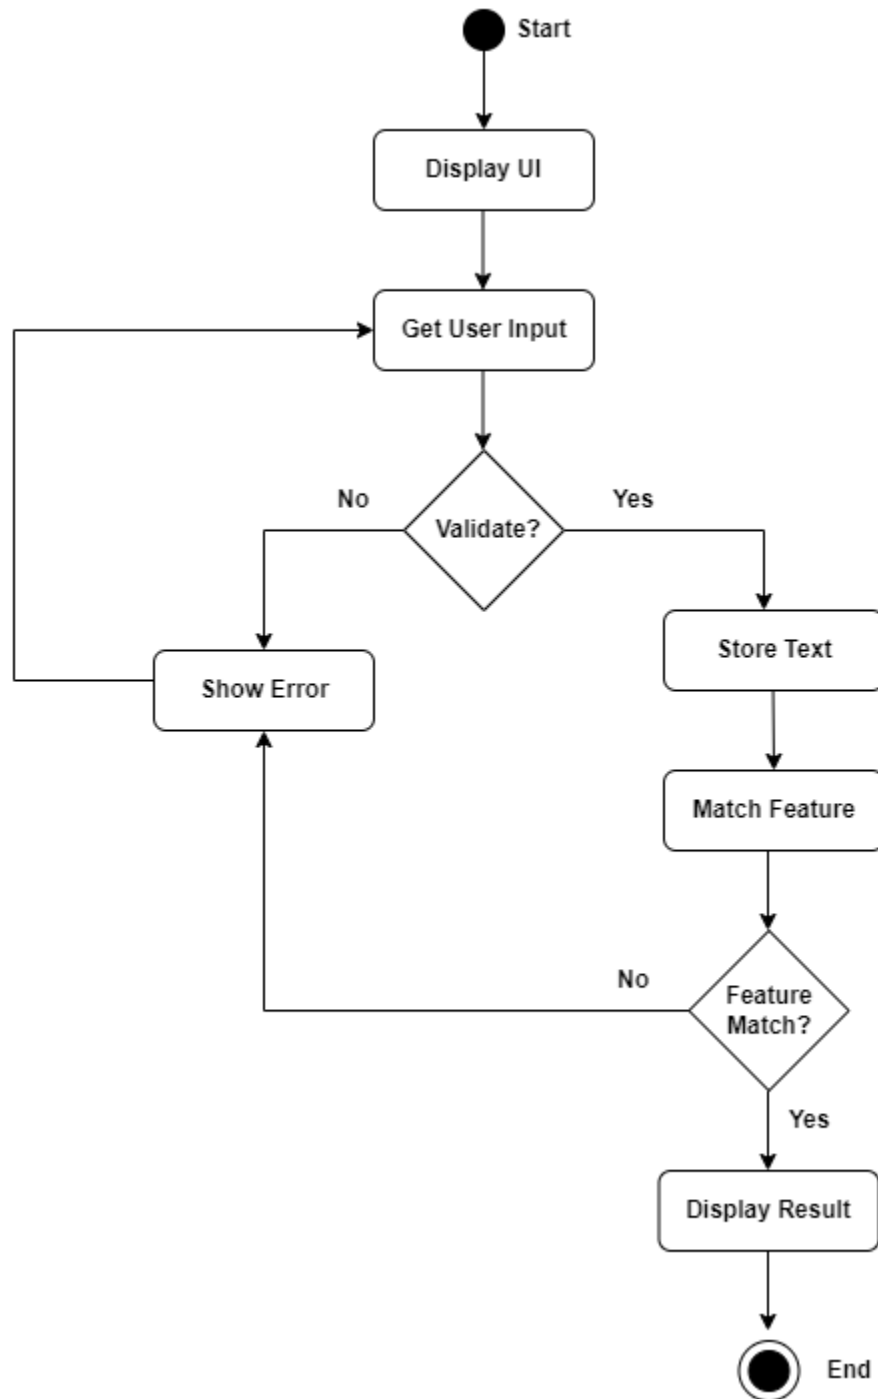 Start
Display UI
Get User Input
No
Yes
Validate?
Store Text
Show Error
Match Feature
No
Feature
Match?
Yes
Display Result
End